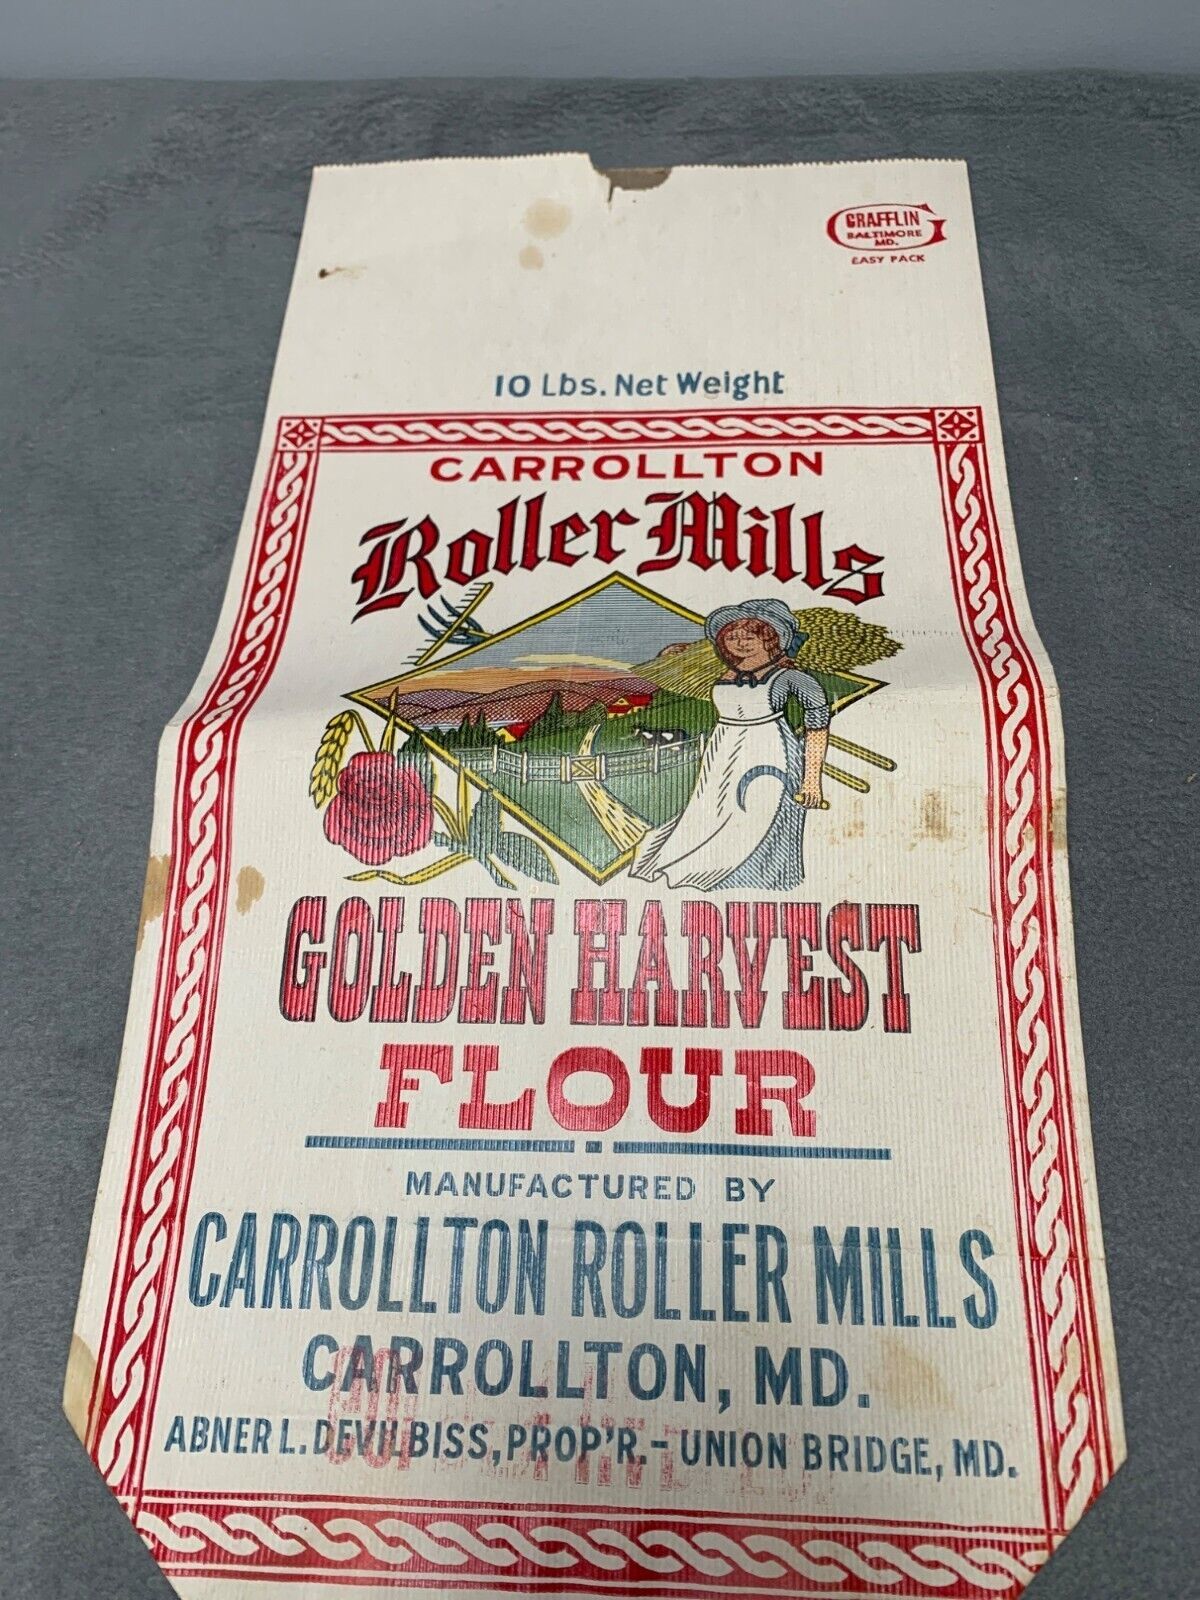 GRAFFLIN
BALTIMORE
MD.
EASY PACK
10 Lbs. Net Weight
CARROLLTON
Roller Mills
GOLDEN HARVEST
FLOUR
MANUFACTURED BY
CARROLLTON ROLLER MILLS
CARROLLTON, MD.
ABNER L. DEVILBISS, PROP'R. - UNION BRIDGE, MD.